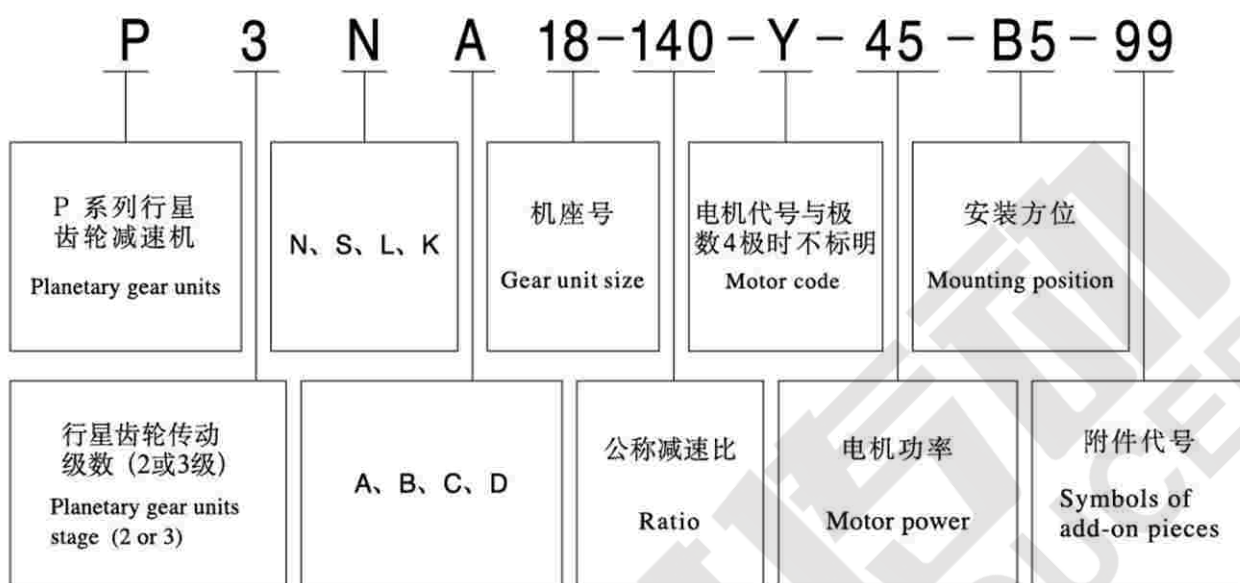 P 3 N A 18-140-Y-45-B5-99
P 系列行星
齿轮减速机
Planetary gear units
N、S、L、K
机座号
Gear unit size
电机代号与极
数4极时不标明
Motor code
安装方位
Mounting position
行星齿轮传动
级数 (2或3级)
Planetary gear units
stage (2 or 3)
A、B、C、D
公称减速比
Ratio
电机功率
Motor power
附件代号
Symbols of
add-on pieces